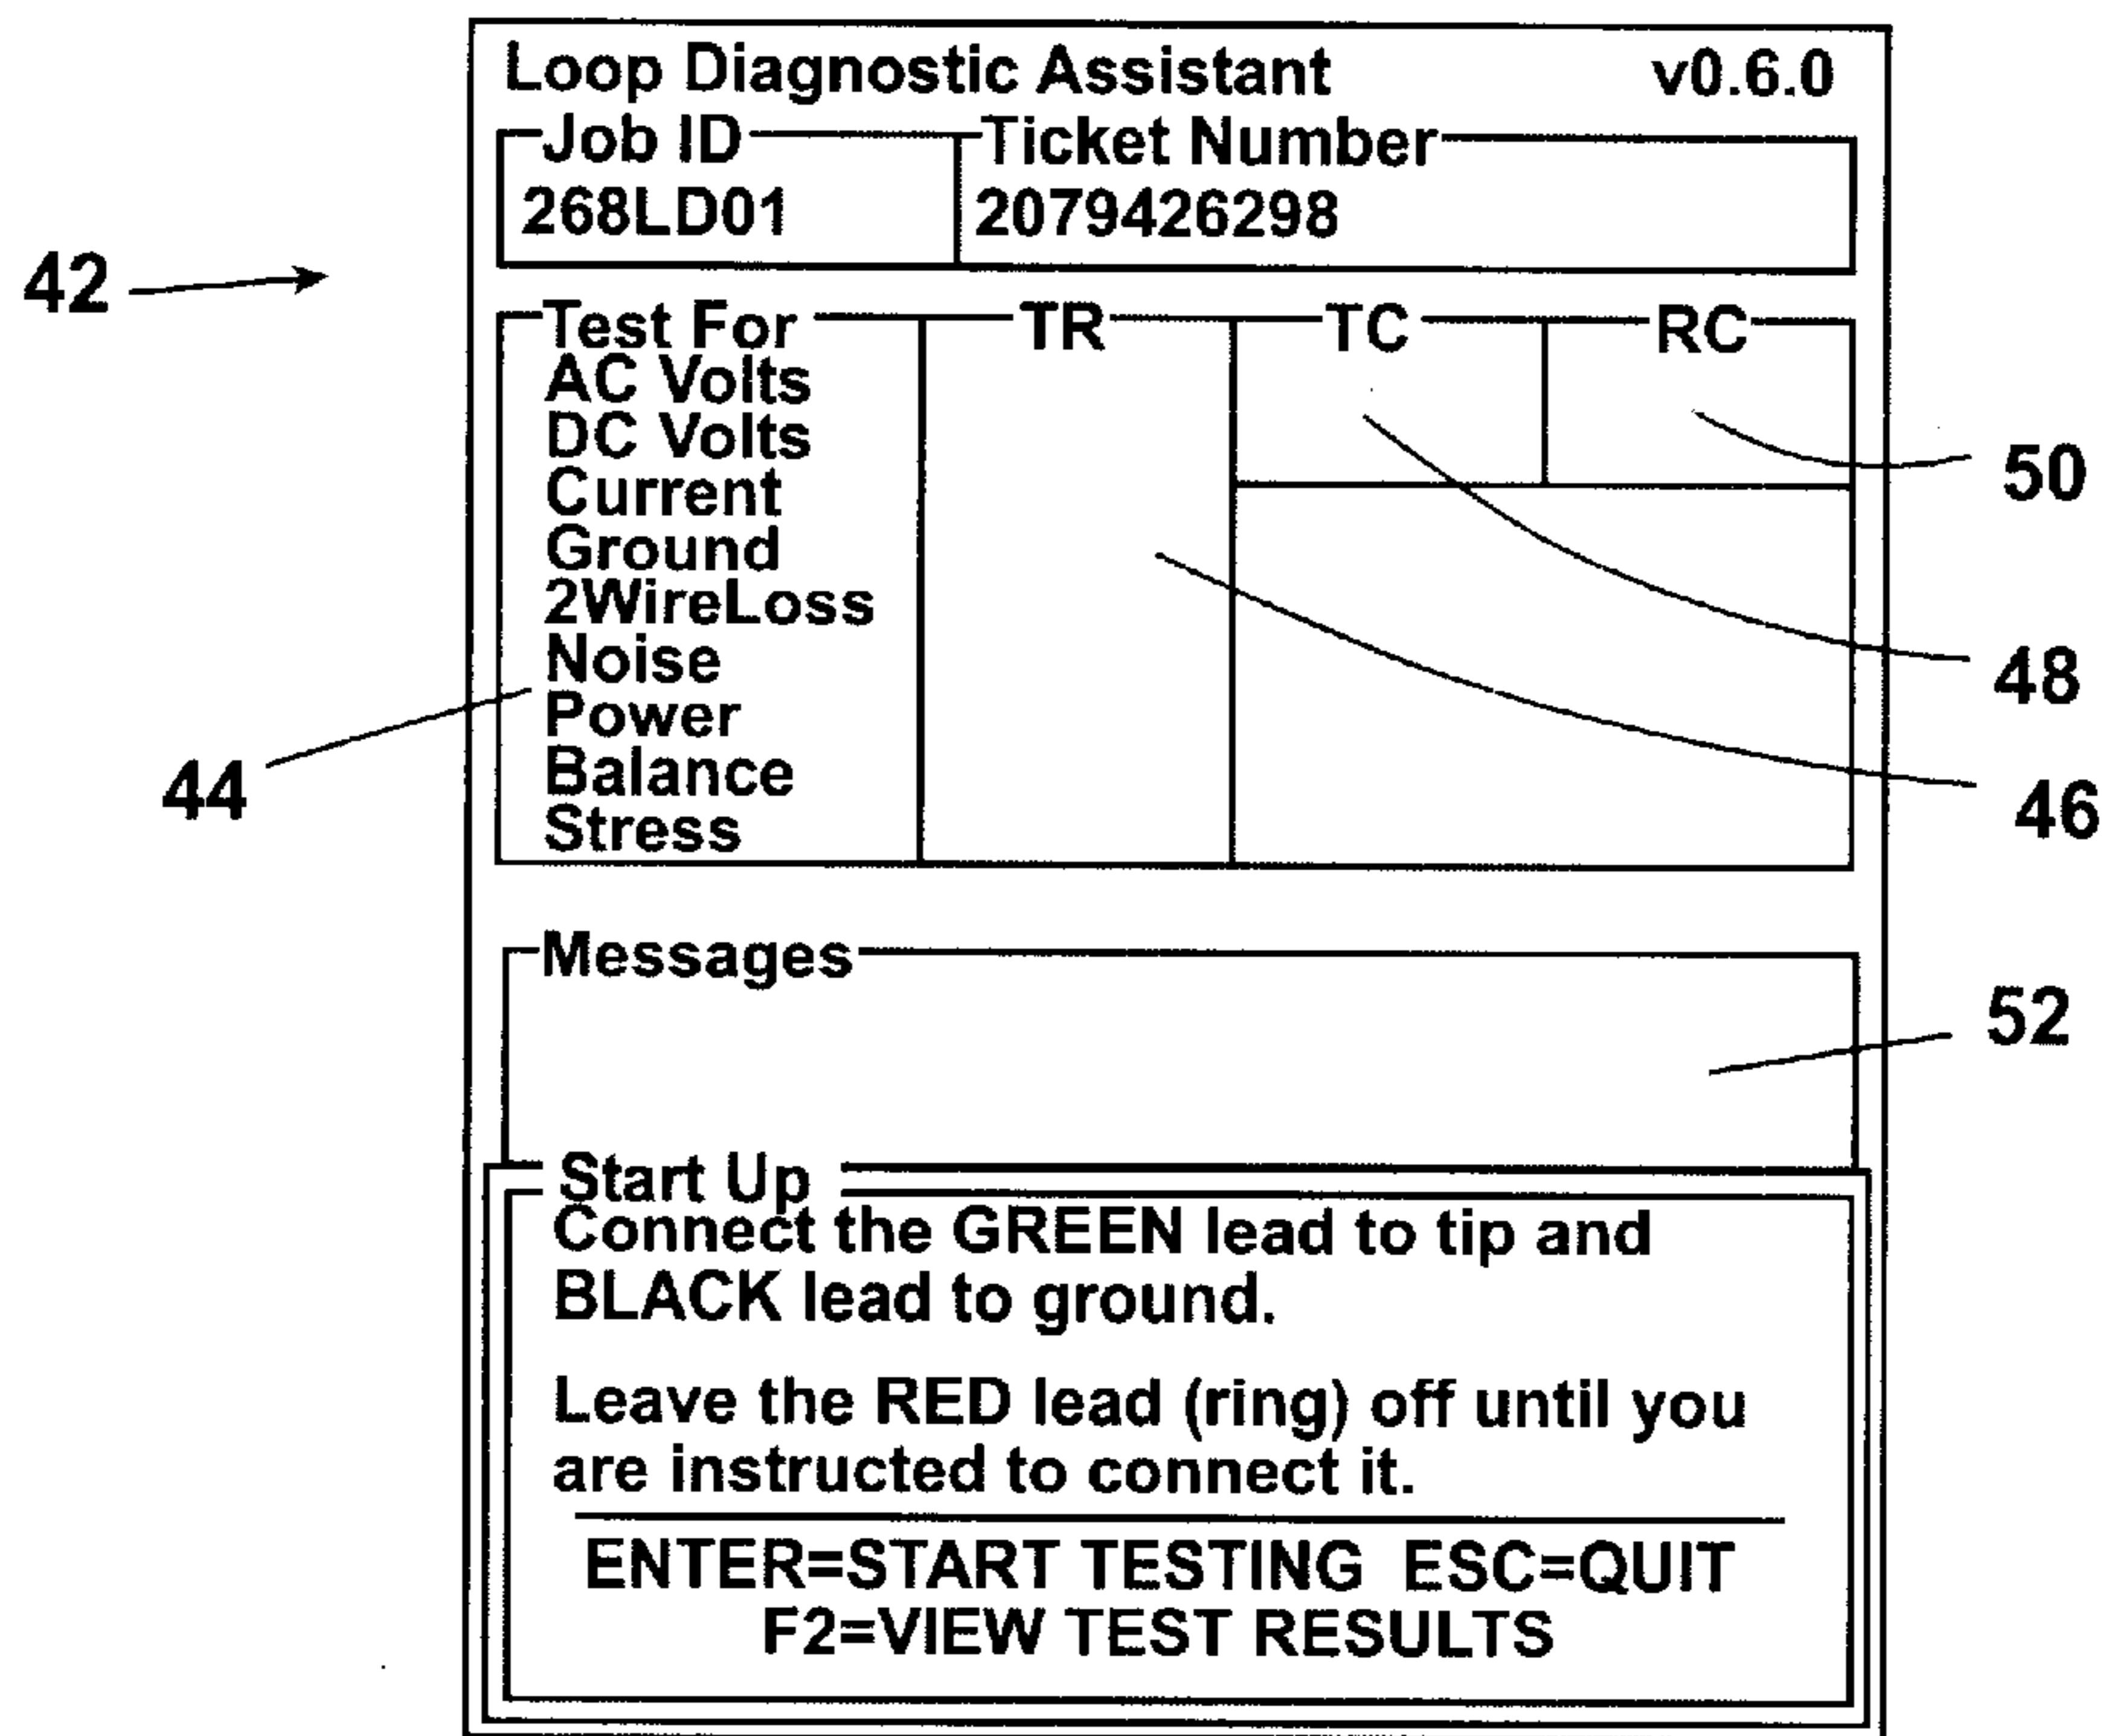 Loop Diagnostic Assistant v0.6.0
Job ID Ticket Number
268LD01 2079426298
42
Test For TR TC RC
AC Volts
DC Volts
50
Current
Ground
2WireLoss
Noise
48
Power
44
Balance
46
Stress
Messages
52
Start Up
Connect the GREEN lead to tip and
BLACK lead to ground.
Leave the RED lead (ring) off until you
are instructed to connect it.
ENTER=START TESTING ESC=QUIT
F2=VIEW TEST RESULTS